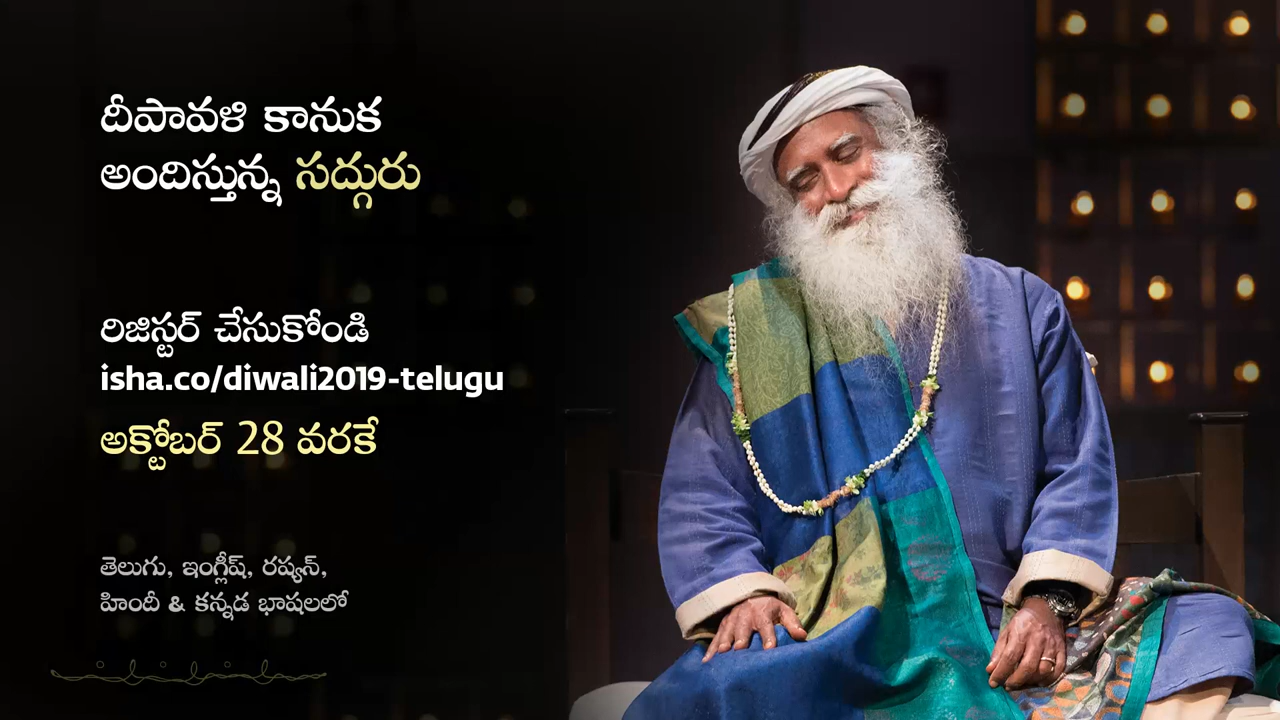 దీపావళి కానుక
అందిస్తున్న సద్గురు
రిజిస్టర్ చేసుకోండి
isha.co/diwali2019-telugu
అక్టోబర్ 28 వరకే
తెలుగు, ఇంగ్లీష్, రష్యన్,
హిందీ & కన్నడ భాషలలో